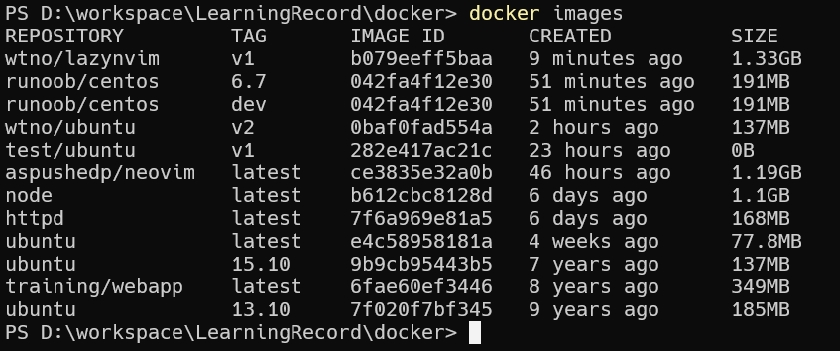 PS D:\workspace\LearningRecord\docker> docker images
REPOSITORY TAG IMAGE ID CREATED SIZE
wtno/lazynvim v1 b079eeff5baa 9 minutes ago 1.33GB
runoob/centos 6.7 042fa4f12e30 51 minutes ago 191MB
runoob/centos dev 042fa4f12e30 51 minutes ago 191MB
wtno/ubuntu v2 0baf0fad554a 2 hours ago 137MB
test/ubuntu v1 282e417ac21c 23 hours ago 0B
aspushedp/neovim latest ce3835e32a0b 46 hours ago 1.19GB
node latest b612cbc8128d 6 days ago 1.1GB
httpd latest 7f6a969e81a5 6 days ago 168MB
ubuntu latest e4c58958181a 4 weeks ago 77.8MB
ubuntu 15.10 9b9cb95443b5 7 years ago 137MB
training/webapp latest 6fae60ef3446 8 years ago 349MB
ubuntu 13.10 7f020f7bf345 9 years ago 185MB
PS D:\workspace\LearningRecord\docker>